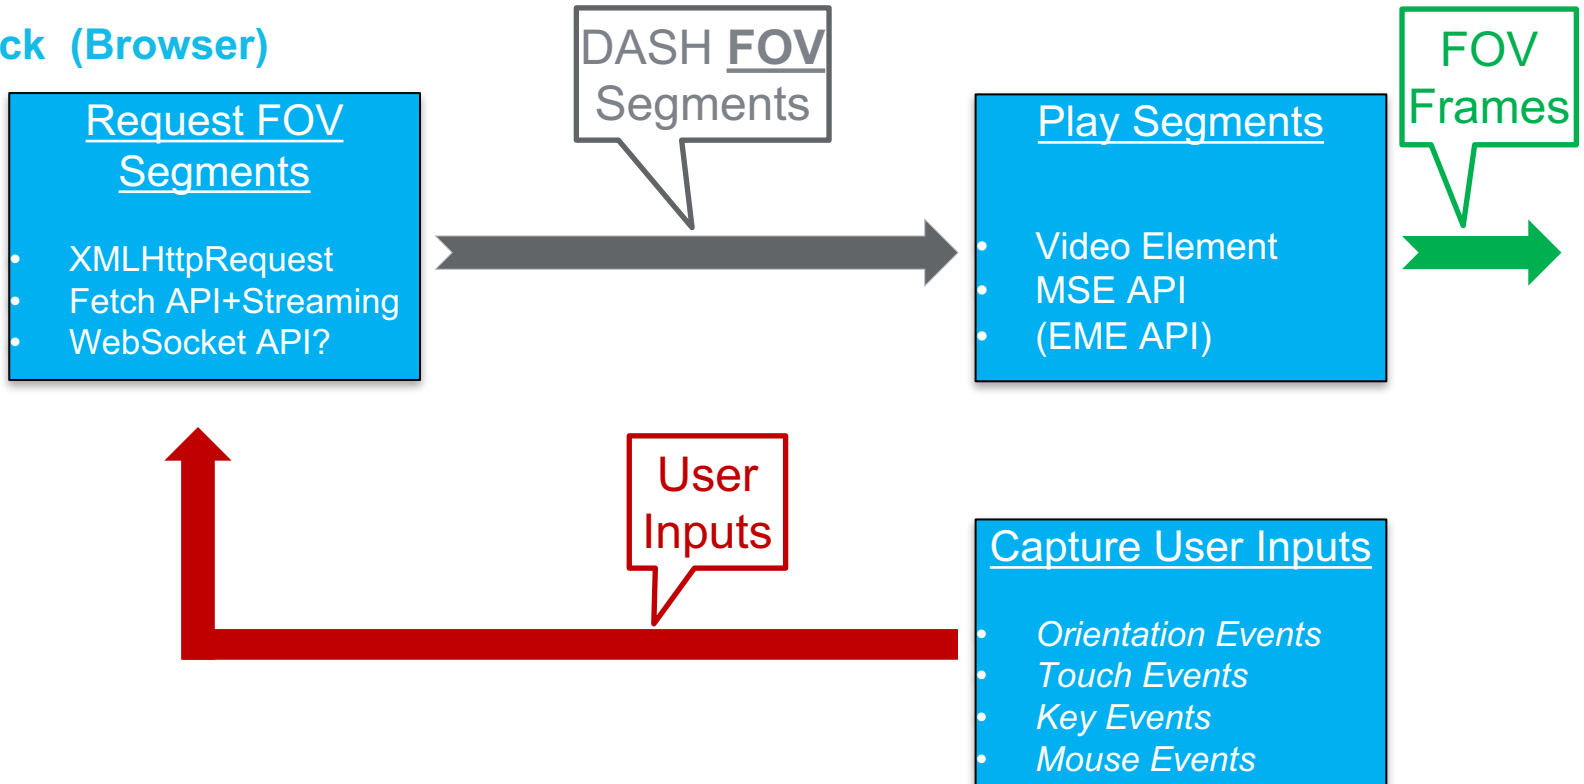 ck (Browser)
DASH FOV
Segments
FOV
Frames
Request FOV
Segments
• XMLHttpRequest
• Fetch API+Streaming
• WebSocket API?
Play Segments
• Video Element
• MSE API
• (EME API)
User
Inputs
Capture User Inputs
• Orientation Events
• Touch Events
• Key Events
• Mouse Events